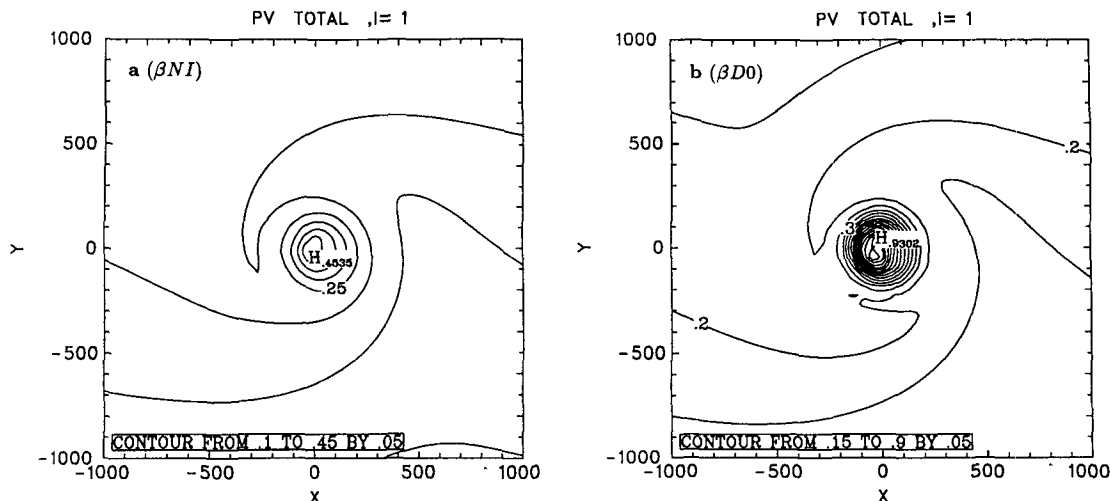 PV TOTAL ,i= 1
a (βNI)
1000
500
0
-500
-1000
Y
H.4535
.25
CONTOUR FROM .1 TO .45 BY .05
-1000 -500 0 500 1000
X
PV TOTAL ,i= 1
b (βD0)
1000
500
0
-500
-1000
Y
.2
.3
H.9302
.2
CONTOUR FROM .15 TO .9 BY .05
-1000 -500 0 500 1000
X